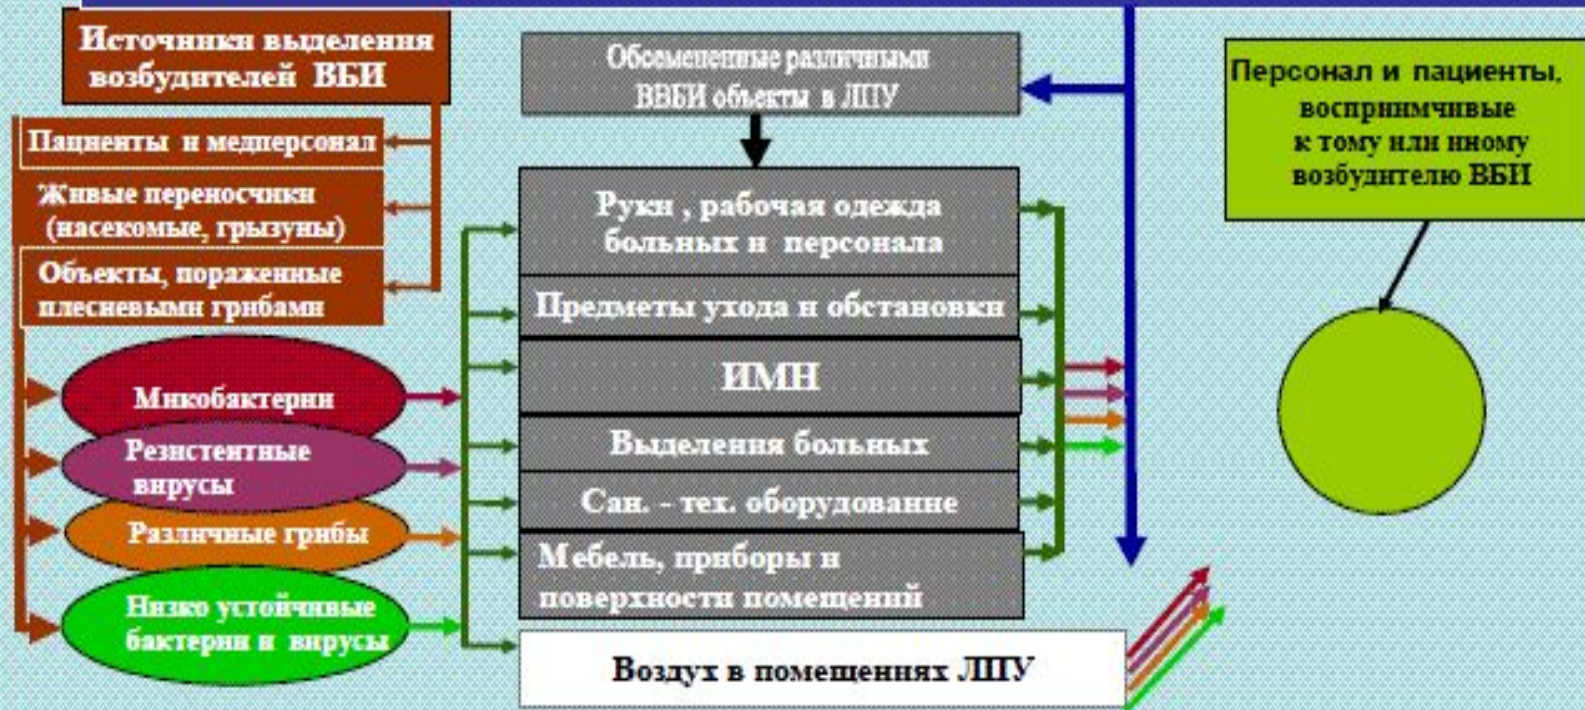 Источники выделения
возбудителей ВБИ
Пациенты и медперсонал
Живые переносчики
(насекомые, грызуны)
Объекты, пораженные
плесневыми грибами
Микобактерии
Резистентные
вирусы
Различные грибы
Низко устойчивые
бактерии и вирусы
Обсемененные различными
ВВБИ объекты в ЛПУ
Руки , рабочая одежда
больных и персонала
Предметы ухода и обстановки
ИМН
Выделения больных
Сан. - тех. оборудование
Мебель, приборы и
поверхности помещений
Воздух в помещениях ЛПУ
Персонал и пациенты,
восприимчивые
к тому или иному
возбудителю ВБИ